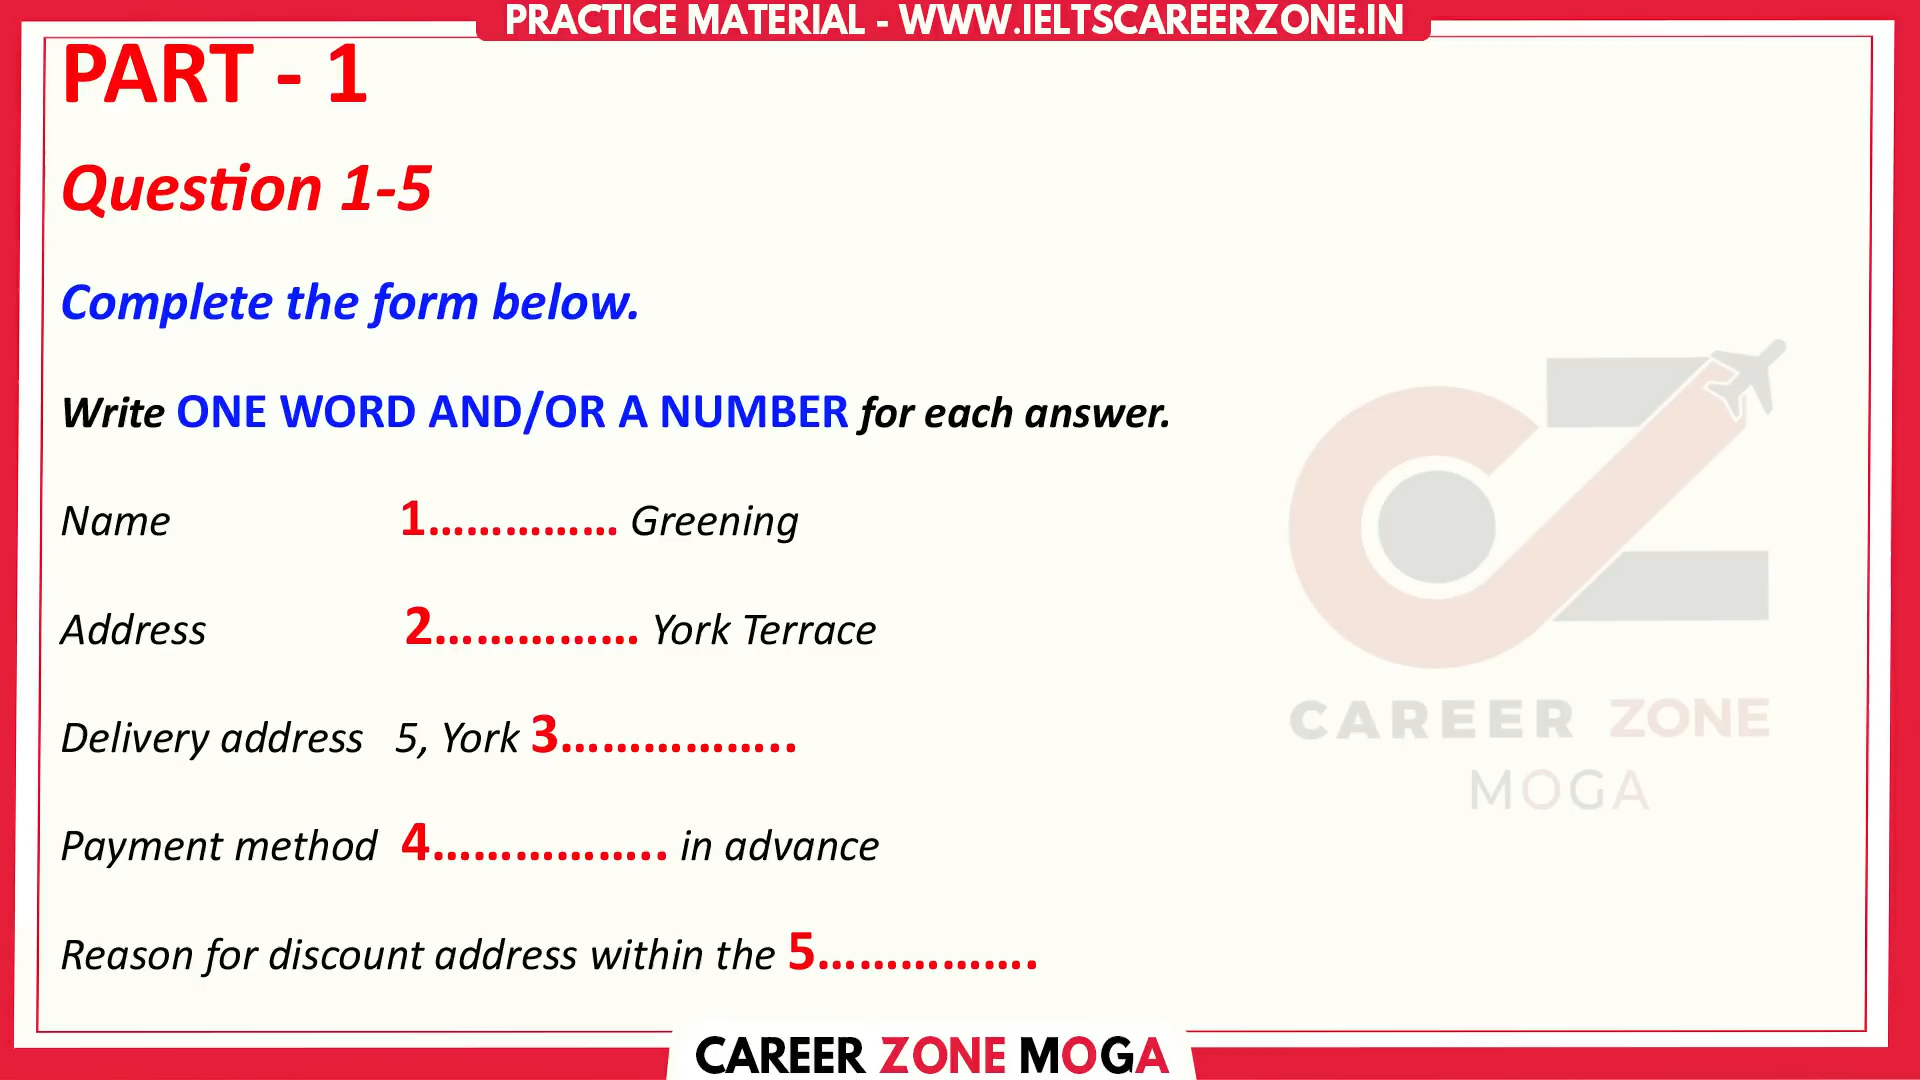 PRACTICE MATERIAL - WWW.IELTSCAREERZONE.IN
PART - 1
Question 1-5
Complete the form below.
Write ONE WORD AND/OR A NUMBER for each answer.
Name 1…………… Greening
Address 2…………… York Terrace
Delivery address 5, York 3……………..
Payment method 4…………….. in advance
Reason for discount address within the 5…………….
CAREER ZONE
MOGA
CAREER ZONE MOGA